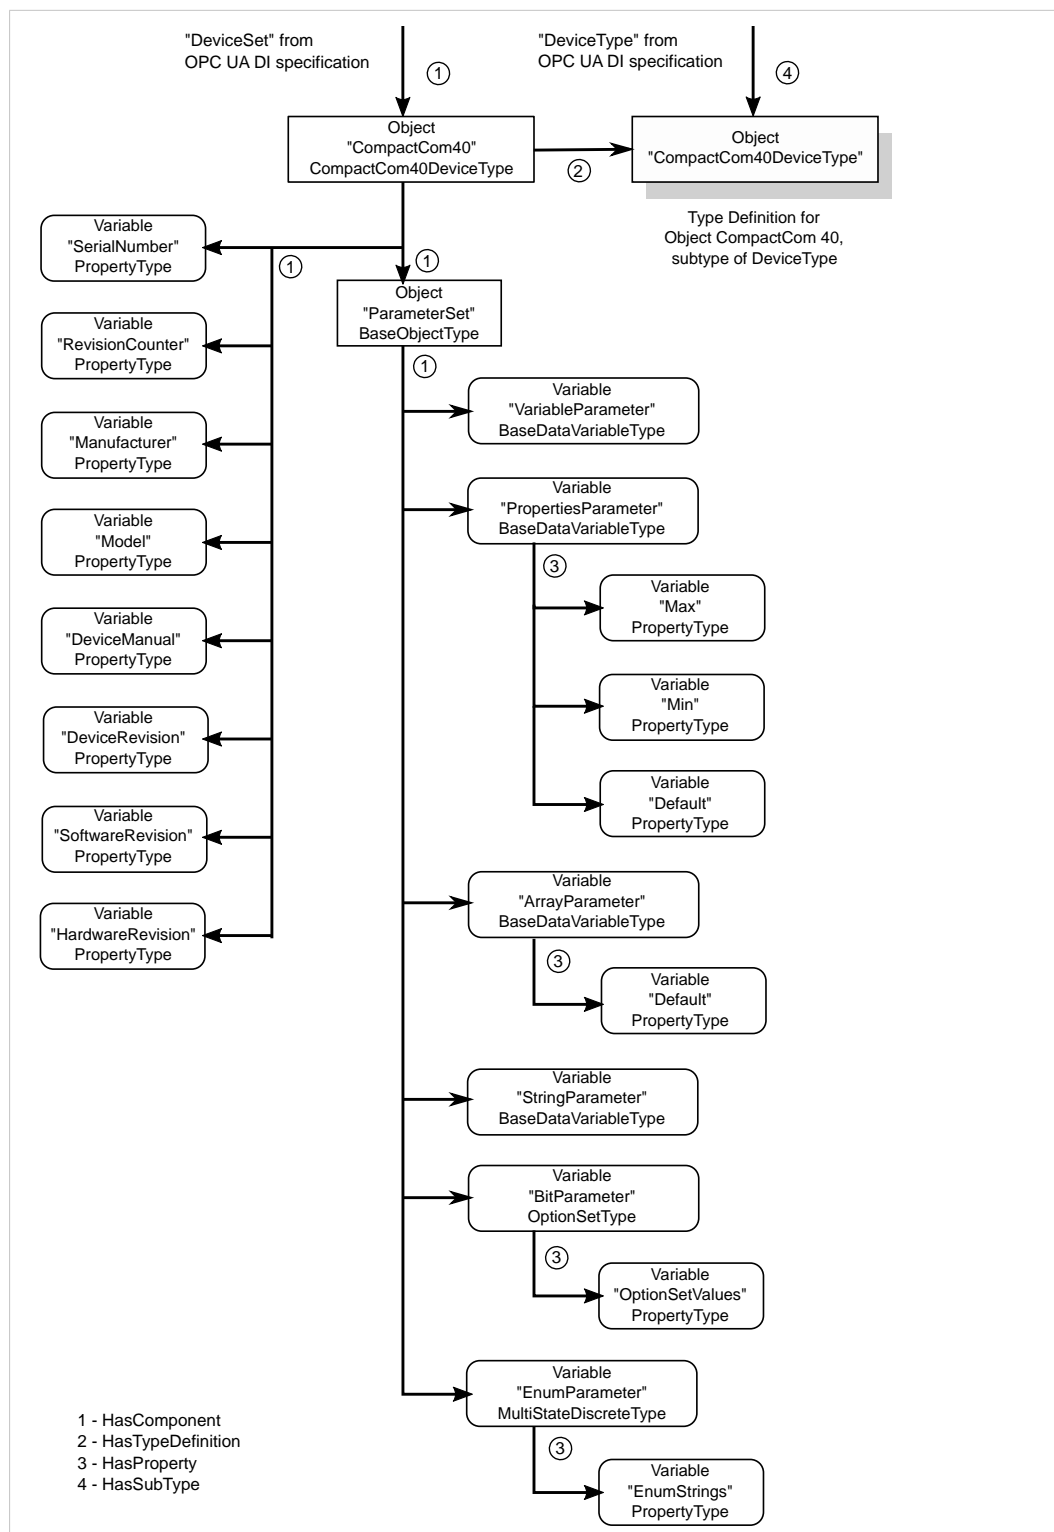 "DeviceSet" from
OPC UA DI specification
1
"DeviceType" from
OPC UA DI specification
4
Object
"CompactCom40"
CompactCom40DeviceType
2
Object
"CompactCom40DeviceType"
Type Definition for
Object CompactCom 40,
subtype of DeviceType
Variable
"SerialNumber"
PropertyType
1
1
Object
"ParameterSet"
BaseObjectType
1
Variable
"RevisionCounter"
PropertyType
Variable
"Manufacturer"
PropertyType
Variable
"Model"
PropertyType
Variable
"DeviceManual"
PropertyType
Variable
"DeviceRevision"
PropertyType
Variable
"SoftwareRevision"
PropertyType
Variable
"HardwareRevision"
PropertyType
Variable
"VariableParameter"
BaseDataVariableType
Variable
"PropertiesParameter"
BaseDataVariableType
3
Variable
"Max"
PropertyType
Variable
"Min"
PropertyType
Variable
"Default"
PropertyType
Variable
"ArrayParameter"
BaseDataVariableType
3
Variable
"Default"
PropertyType
Variable
"StringParameter"
BaseDataVariableType
Variable
"BitParameter"
OptionSetType
3
Variable
"OptionSetValues"
PropertyType
Variable
"EnumParameter"
MultiStateDiscreteType
3
Variable
"EnumStrings"
PropertyType
1 - HasComponent
2 - HasTypeDefinition
3 - HasProperty
4 - HasSubType